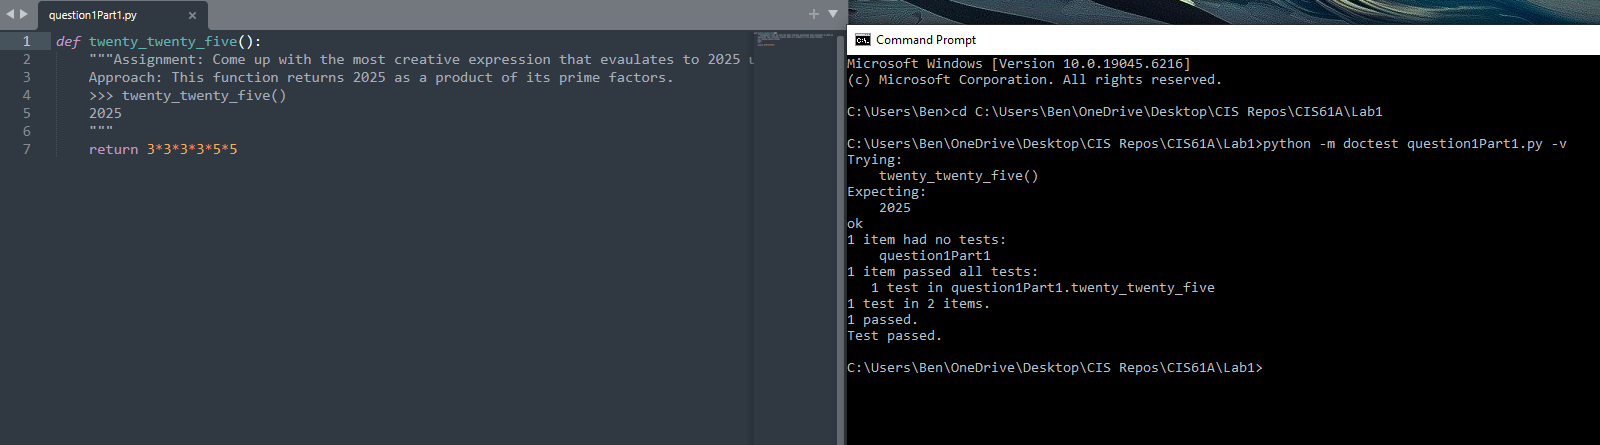 question1Part1.py
1 def twenty_twenty_five():
2 """Assignment: Come up with the most creative expression that evaulates to 2025
3 Approach: This function returns 2025 as a product of its prime factors.
4 >>> twenty_twenty_five()
5 2025
6 """
7 return 3*3*3*3*5*5
Command Prompt
Microsoft Windows [Version 10.0.19045.6216]
(c) Microsoft Corporation. All rights reserved.
C:\Users\Ben>cd C:\Users\Ben\OneDrive\Desktop\CIS Repos\CIS61A\Lab1
C:\Users\Ben\OneDrive\Desktop\CIS Repos\CIS61A\Lab1>python -m doctest question1Part1.py -v
Trying:
twenty_twenty_five()
Expecting:
2025
ok
1 item had no tests:
question1Part1
1 item passed all tests:
1 test in question1Part1.twenty_twenty_five
1 test in 2 items.
1 passed.
Test passed.
C:\Users\Ben\OneDrive\Desktop\CIS Repos\CIS61A\Lab1>